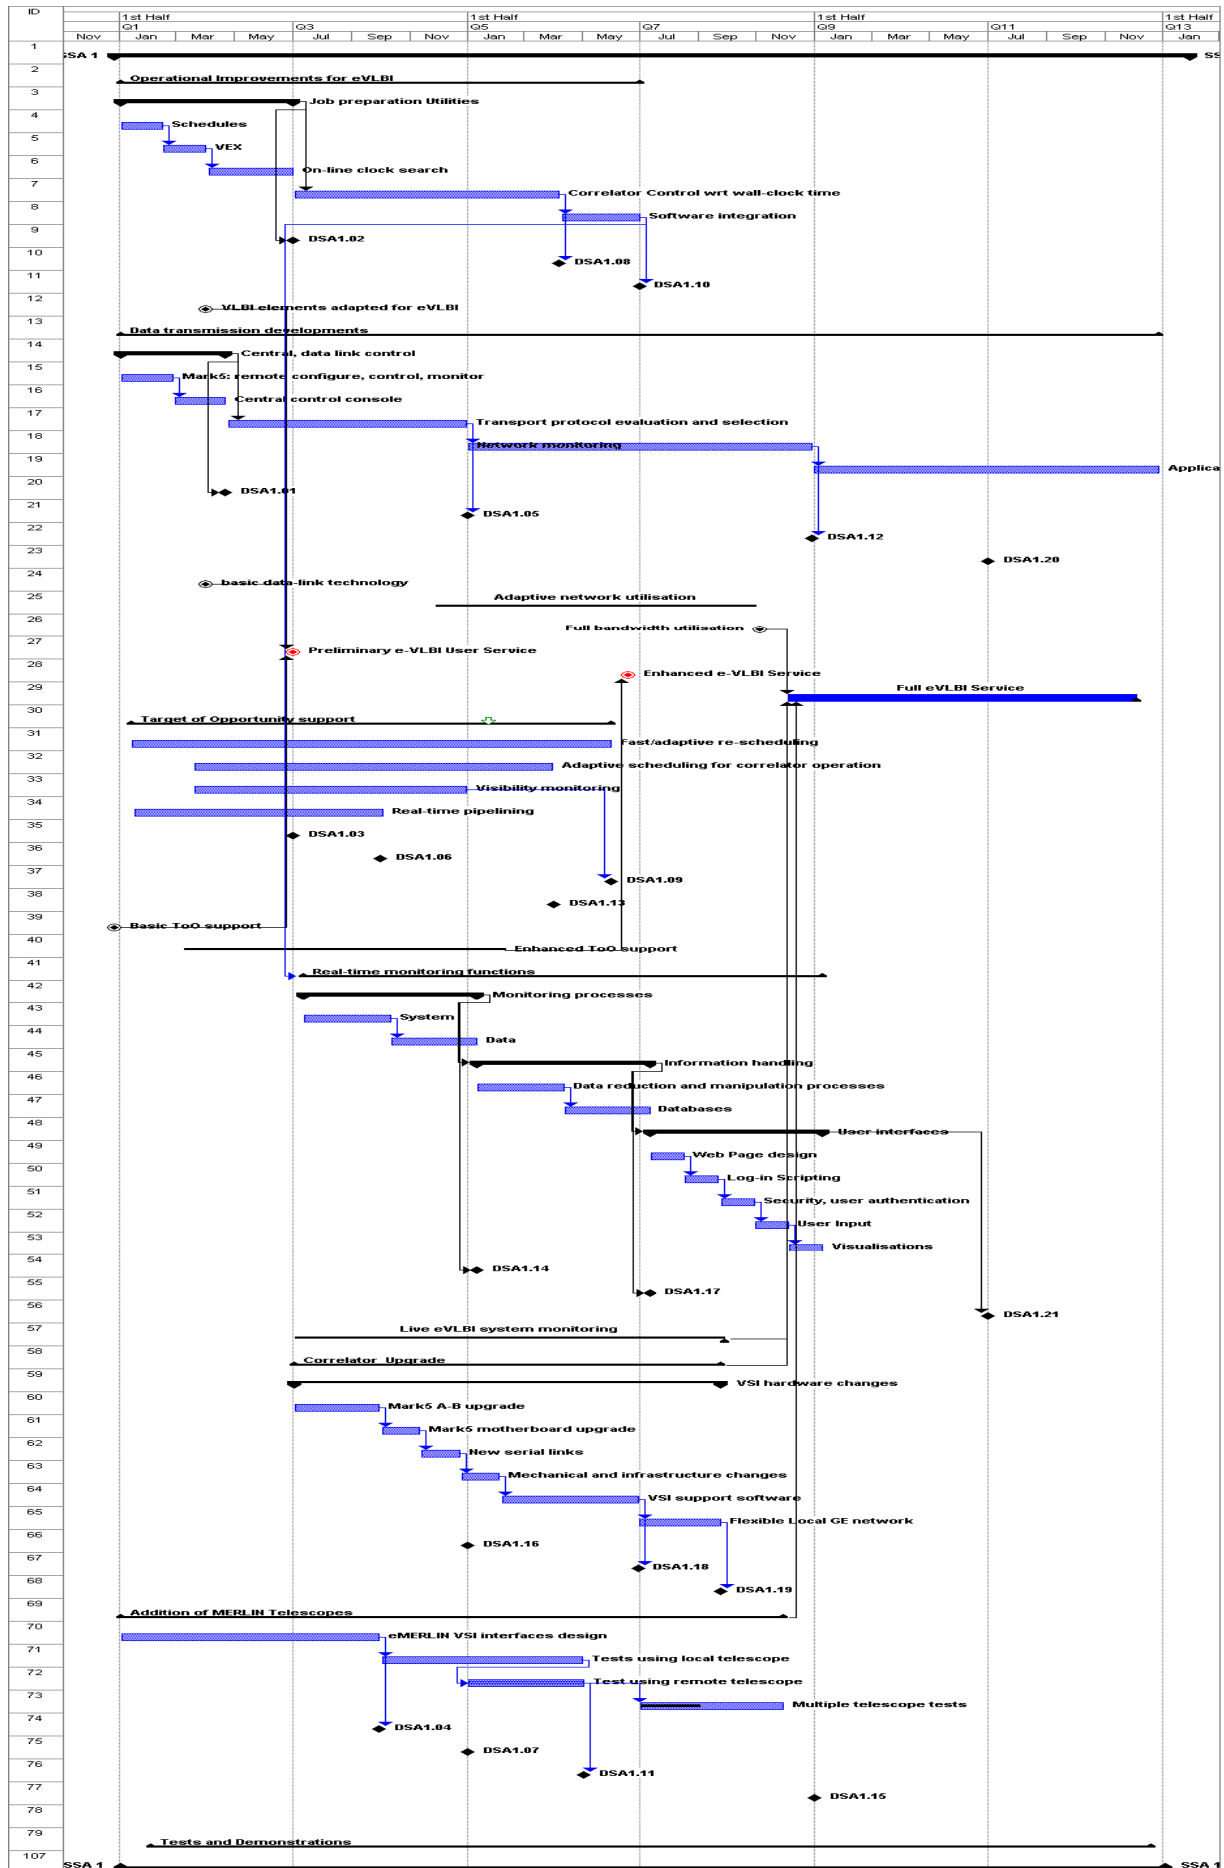 ID
1st Half 1st Half 1st Half 1st Half
Q1 Q3 Q5 Q7 Q9 Q11 Q13
Nov Jan Mar May Jul Sep Nov Jan Mar May Jul Sep Nov Jan Mar May Jul Sep Nov Jan
1 SSA 1 SS
2 Operational Improvements for eVLBI
3 Job preparation Utilities
4 Schedules
5 VEX
6 On-line clock search
7 Correlator Control wrt wall-clock time
8 Software integration
9 DSA1.02
10 DSA1.08
11 DSA1.10
12 VLBI elements adapted for eVLBI
13 Data transmission developments
14 Central, data link control
15 Mark5: remote configure, control, monitor
16 Central control console
17 Transport protocol evaluation and selection
18 Network monitoring
19 Applica
20 DSA1.01
21 DSA1.05
22 DSA1.12
23 DSA1.20
24 basic data-link technology
25 Adaptive network utilisation
26 Full bandwidth utilisation
27 Preliminary e-VLBI User Service
28 Enhanced e-VLBI Service
29 Full eVLBI Service
30 Target of Opportunity support
31 Fast/adaptive re-scheduling
32 Adaptive scheduling for correlator operation
33 Visibility monitoring
34 Real-time pipelining
35 DSA1.03
36 DSA1.06
37 DSA1.09
38 DSA1.13
39 Basic ToO support
40 Enhanced ToO support
41 Real-time monitoring functions
42 Monitoring processes
43 System
44 Data
45 Information handling
46 Data reduction and manipulation processes
47 Databases
48 User interfaces
49 Web Page design
50 Log-in Scripting
51 Security, user authentication
52 User Input
53 Visualisations
54 DSA1.14
55 DSA1.17
56 DSA1.21
57 Live eVLBI system monitoring
58 Correlator Upgrade
59 VSI hardware changes
60 Mark5 A-B upgrade
61 Mark5 motherboard upgrade
62 New serial links
63 Mechanical and infrastructure changes
64 VSI support software
65 Flexible Local GE network
66 DSA1.16
67 DSA1.18
68 DSA1.19
69 Addition of MERLIN Telescopes
70 eMERLIN VSI interfaces design
71 Tests using local telescope
72 Test using remote telescope
73 Multiple telescope tests
74 DSA1.04
75 DSA1.07
76 DSA1.11
77 DSA1.15
78
79 Tests and Demonstrations
107 SSA 1 SSA 1